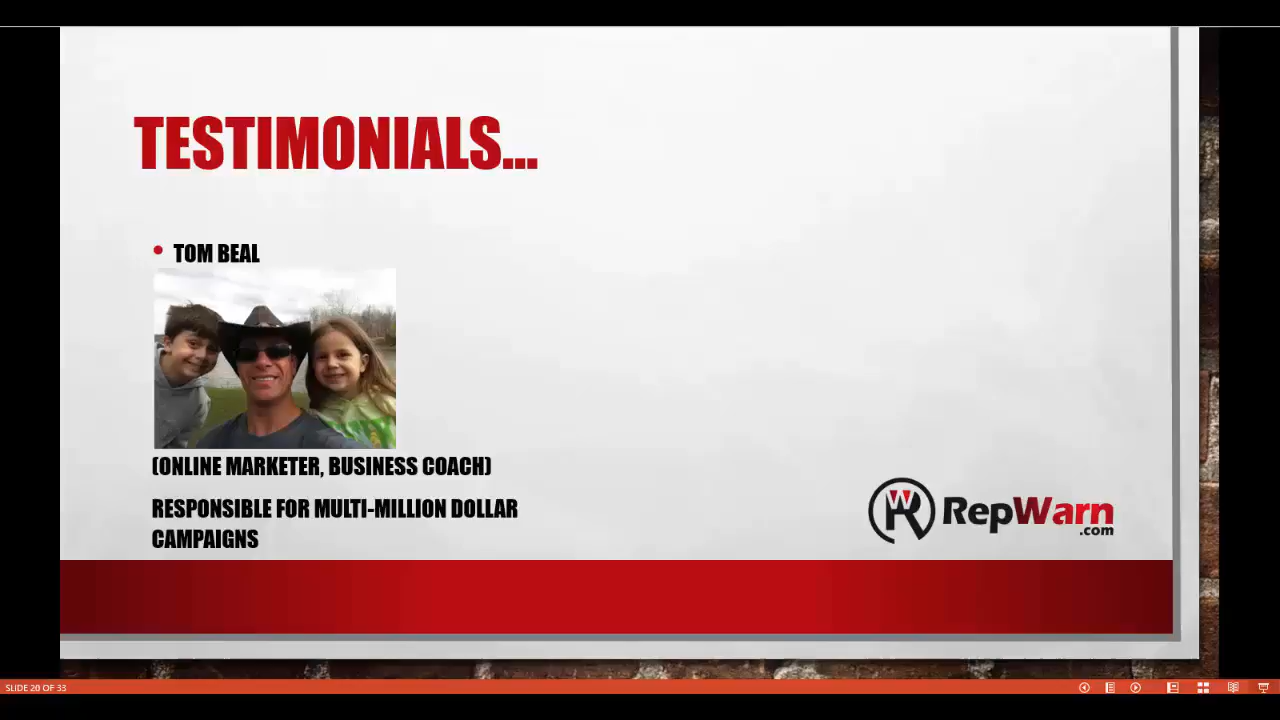 TESTIMONIALS...
• TOM BEAL
(ONLINE MARKETER, BUSINESS COACH)
RESPONSIBLE FOR MULTI-MILLION DOLLAR
CAMPAIGNS
RepWarn
.com
SLIDE 20 OF 33